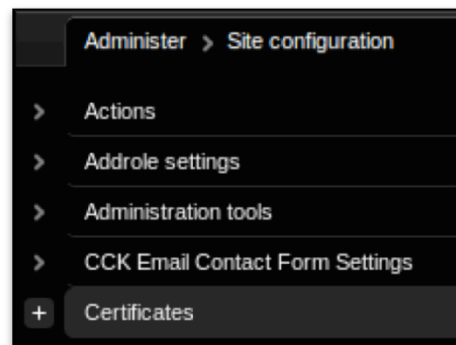 Administer > Site configuration
Actions
Addrole settings
Administration tools
CCK Email Contact Form Settings
Certificates